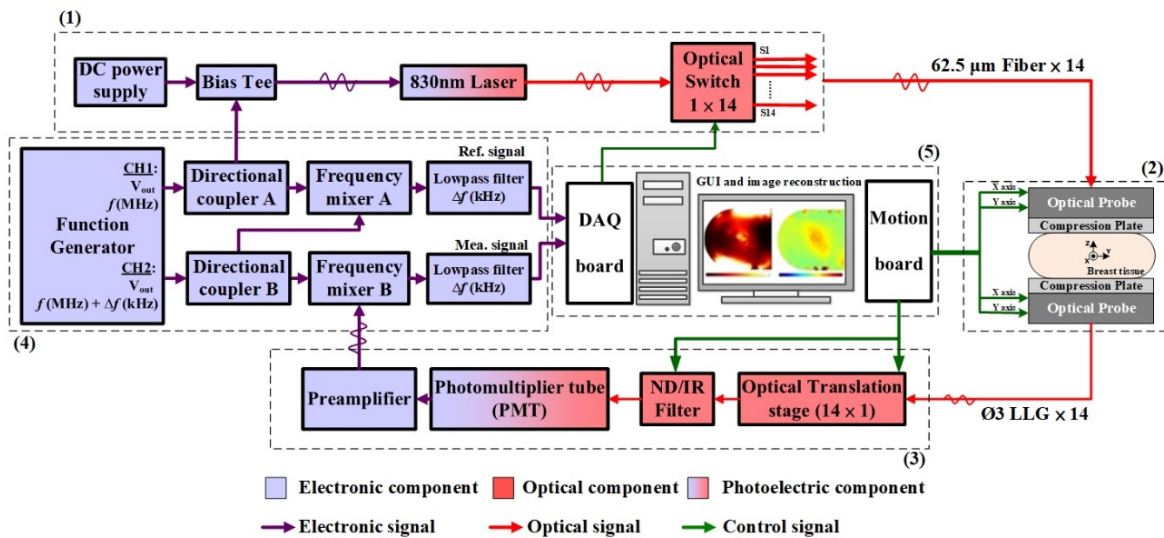 (1)
DC power
supply
Bias Tee
830nm Laser
Optical
Switch
1 × 14
S1
S14
62.5 μm Fiber × 14
(4)
Function
Generator
CH1:
Vout
f (MHz)
CH2:
Vout
f (MHz) + Δf (kHz)
Directional
coupler A
Frequency
mixer A
Ref. signal
Lowpass filter
Δf (kHz)
Directional
coupler B
Frequency
mixer B
Mea. signal
Lowpass filter
Δf (kHz)
(5)
DAQ
board
GUI and image reconstruction
Motion
board
(2)
X axis
Y axis
Optical Probe
Compression Plate
Z
X
Y
Breast tissue
Compression Plate
X axis
Y axis
Optical Probe
Preamplifier
Photomultiplier tube
(PMT)
ND/IR
Filter
Optical Translation
stage (14 × 1)
Ø3 LLG × 14
(3)
Electronic component
Optical component
Photoelectric component
Electronic signal
Optical signal
Control signal